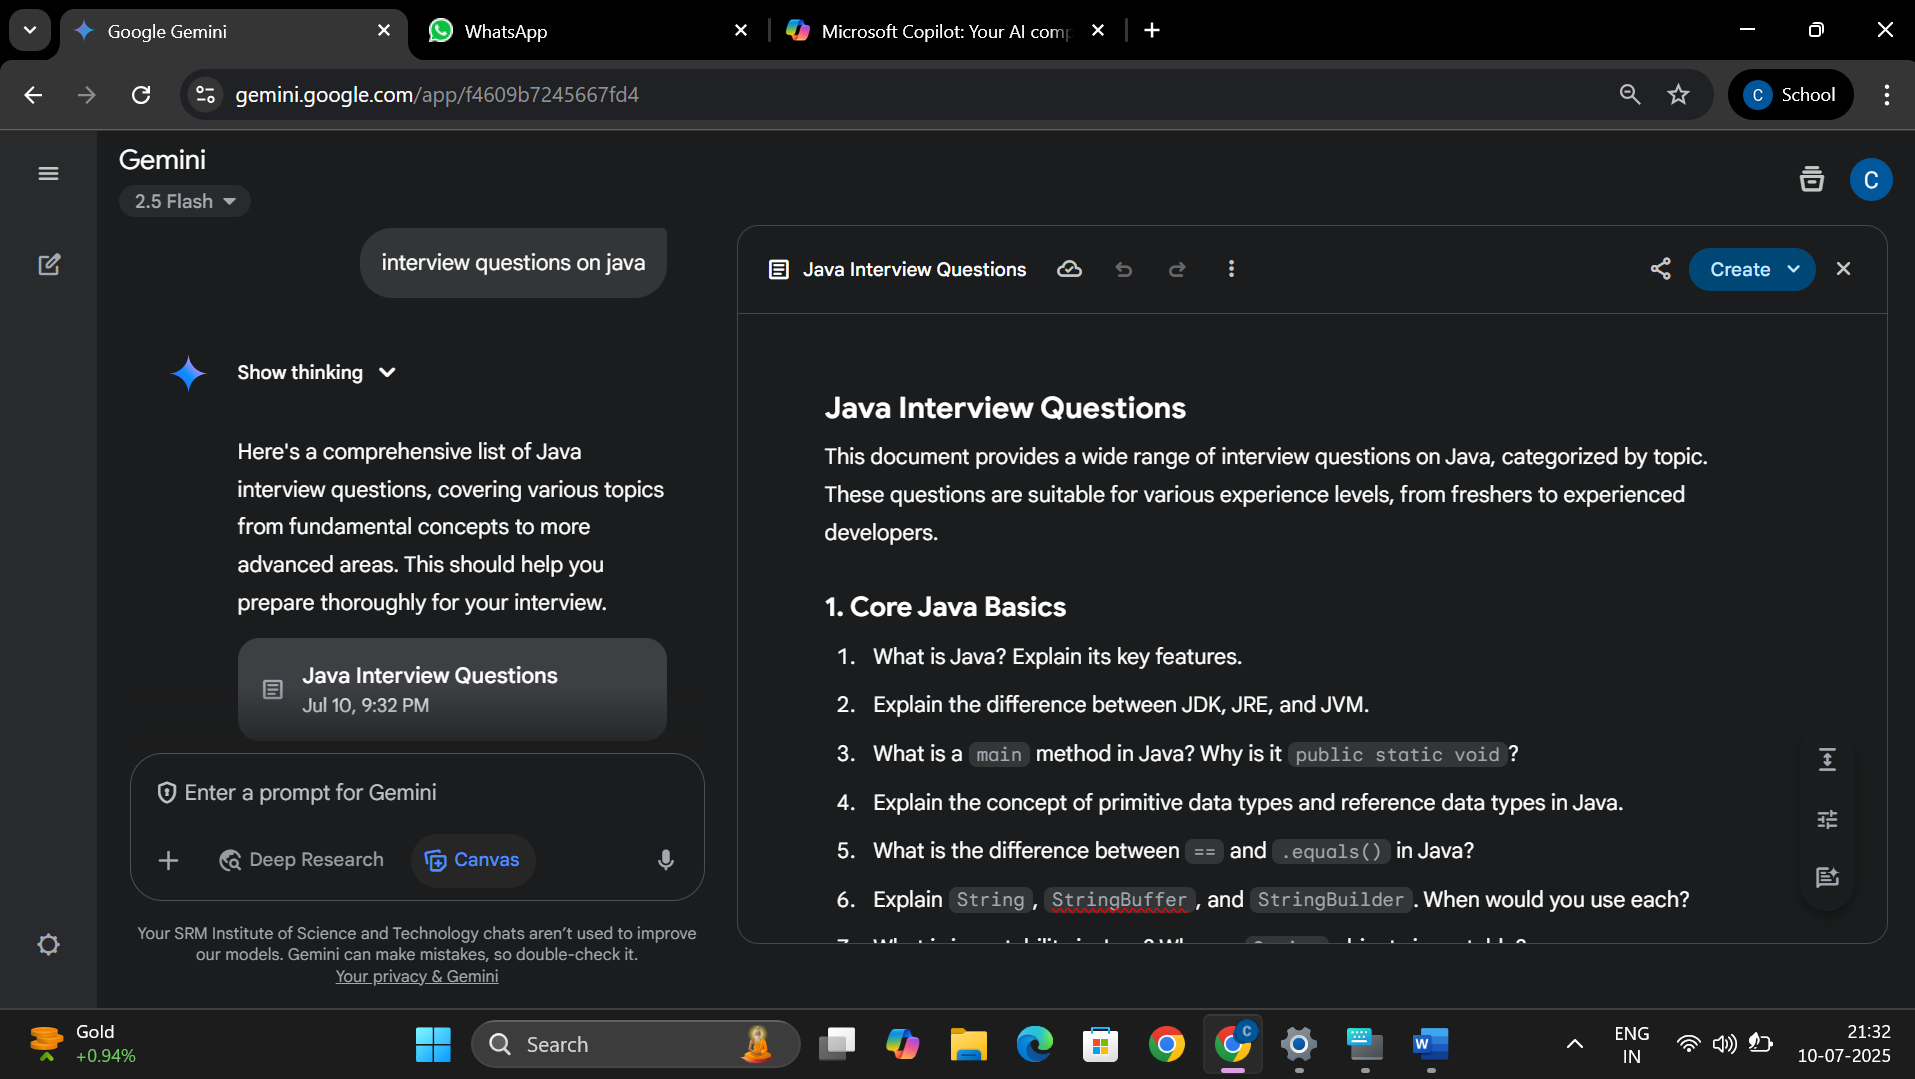 Google Gemini
WhatsApp
Microsoft Copilot: Your AI comp
gemini.google.com/app/f4609b7245667fd4
C School
Gemini
2.5 Flash
C
interview questions on java
Show thinking
Here's a comprehensive list of Java
interview questions, covering various topics
from fundamental concepts to more
advanced areas. This should help you
prepare thoroughly for your interview.
Java Interview Questions
Jul 10, 9:32 PM
Enter a prompt for Gemini
Deep Research
Canvas
Your SRM Institute of Science and Technology chats aren't used to improve
our models. Gemini can make mistakes, so double-check it.
Your privacy & Gemini
Java Interview Questions
Create
Java Interview Questions
This document provides a wide range of interview questions on Java, categorized by topic.
These questions are suitable for various experience levels, from freshers to experienced
developers.
1. Core Java Basics
1. What is Java? Explain its key features.
2. Explain the difference between JDK, JRE, and JVM.
3. What is a main method in Java? Why is it public static void?
4. Explain the concept of primitive data types and reference data types in Java.
5. What is the difference between == and .equals() in Java?
6. Explain String, StringBuffer, and StringBuilder. When would you use each?
Gold
+0.94%
Search
C
W
ENG
IN
21:32
10-07-2025